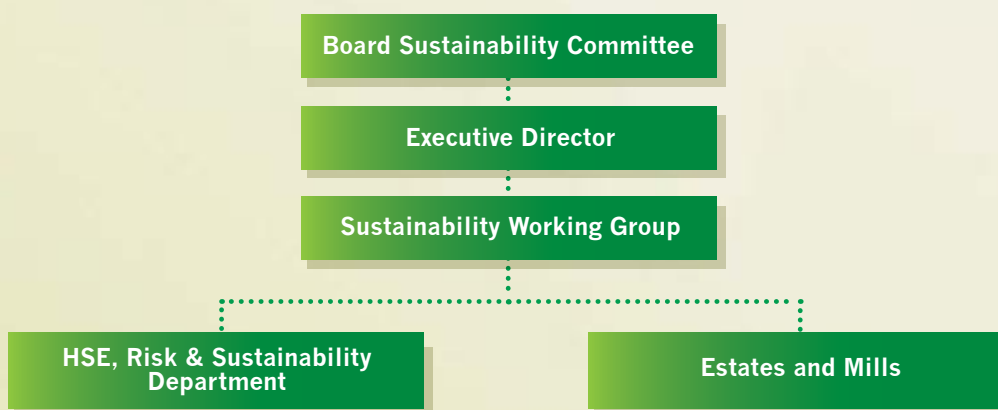 Board Sustainability Committee
Executive Director
Sustainability Working Group
HSE, Risk & Sustainability
Department
Estates and Mills